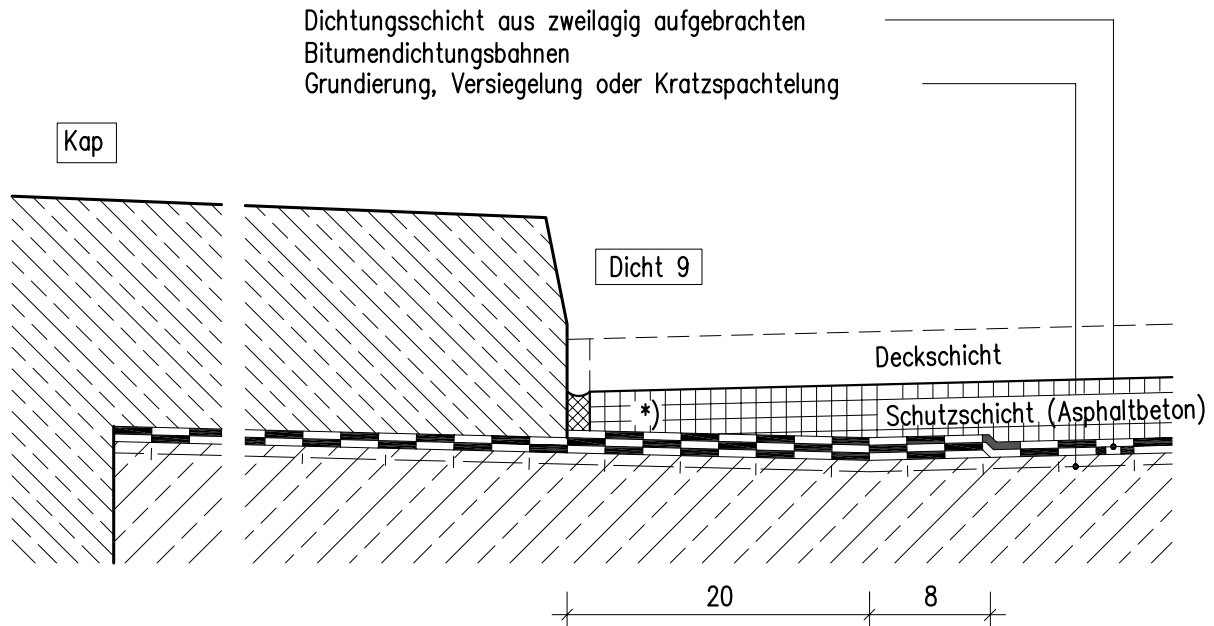 Dichtungsschicht aus zweilagig aufgebrachten
Bitumendichtungsbahnen
Grundierung, Versiegelung oder Kratzspachtelung
Kap
Dicht 9
Deckschicht
*)
Schutzschicht (Asphaltbeton)
20
8